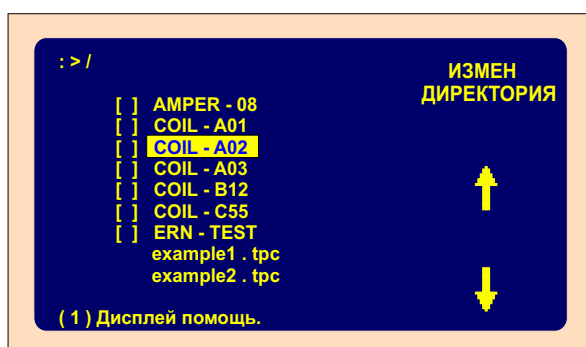 : > /
ИЗМЕН
ДИРЕКТОРИЯ
[ ] AMPER - 08
[ ] COIL - A01
[ ] COIL - A02
[ ] COIL - A03
[ ] COIL - B12
[ ] COIL - C55
[ ] ERN - TEST
example1 . tpc
example2 . tpc
( 1 ) Дисплей помощь.